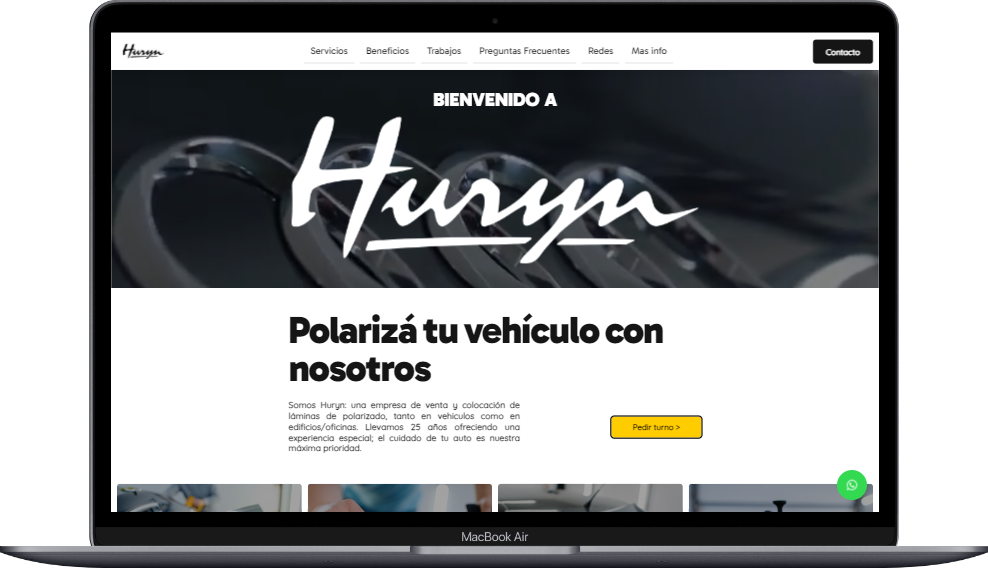 Huryn
Servicios Beneficios Trabajos Preguntas Frecuentes Redes Mas info
Contacto
BIENVENIDO A
Huryn
Polarizá tu vehículo con
nosotros
Somos Huryn: una empresa de venta y colocación de
láminas de polarizado, tanto en vehiculos como en
edificios/oficinas. Llevamos 25 años ofreciendo una
experiencia especial; el cuidado de tu auto es nuestra
máxima prioridad.
Pedir turno >
MacBook Air